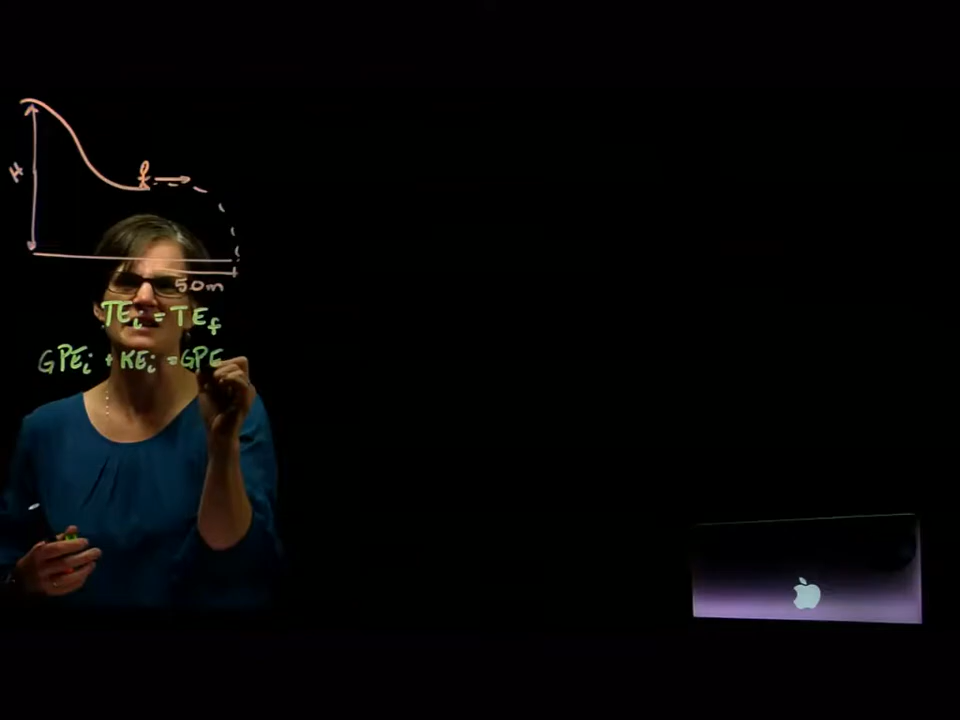 H
50m
TEi = TEf
GPEi + KEi = GPE